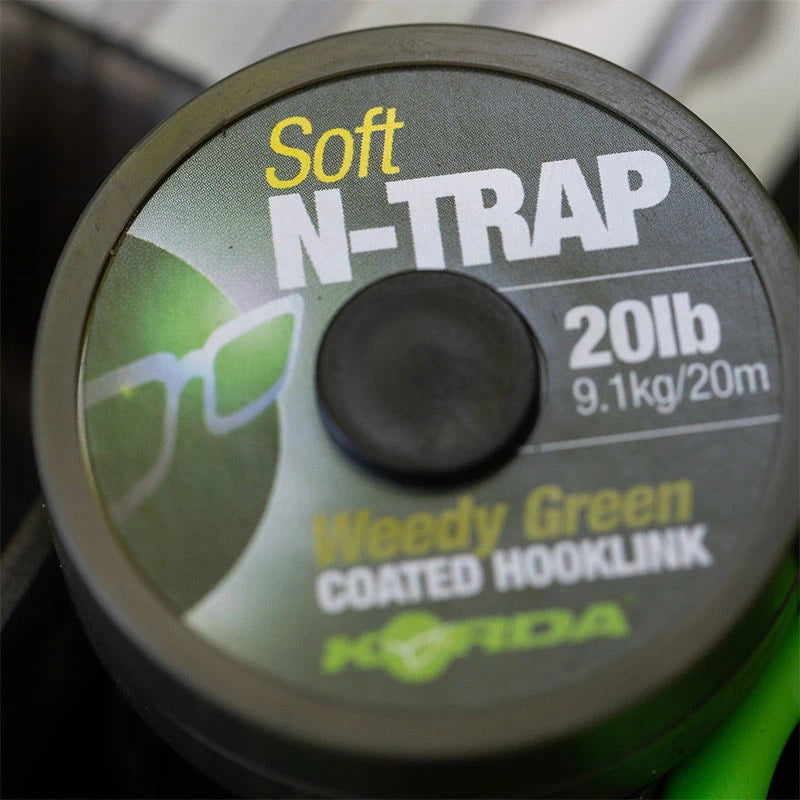 Soft
N-TRAP
20lb
9.1kg/20m
Weedy Green
COATED HOOKLINK
KORDA